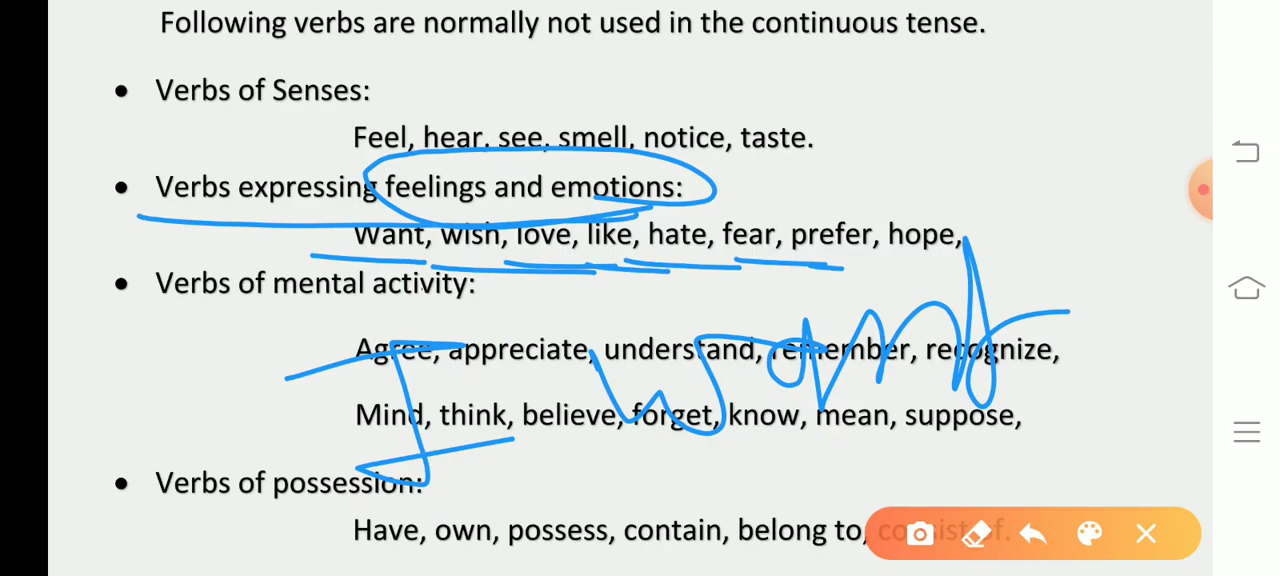 Following verbs are normally not used in the continuous tense.
• Verbs of Senses:
Feel, hear, see, smell, notice, taste.
• Verbs expressing feelings and emotions:
Want, wish, love, like, hate, fear, prefer, hope,
• Verbs of mental activity:
Agree, appreciate, understand, remember, recognize,
I want
Mind, think, believe, forget, know, mean, suppose,
• Verbs of possession:
Have, own, possess, contain, belong to, consist of.